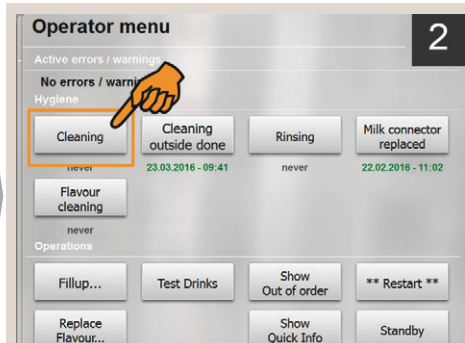 Operator menu
2
Active errors / warnings
No errors / warni
Hygiene
Cleaning
Cleaning
outside done
Rinsing
Milk connector
replaced
never
23.03.2016 - 09:41
never
22.02.2016 - 11:02
Flavour
cleaning
never
Operations
Fillup...
Test Drinks
Show
Out of order
** Restart **
Replace
Flavour...
Show
Quick Info
Standby